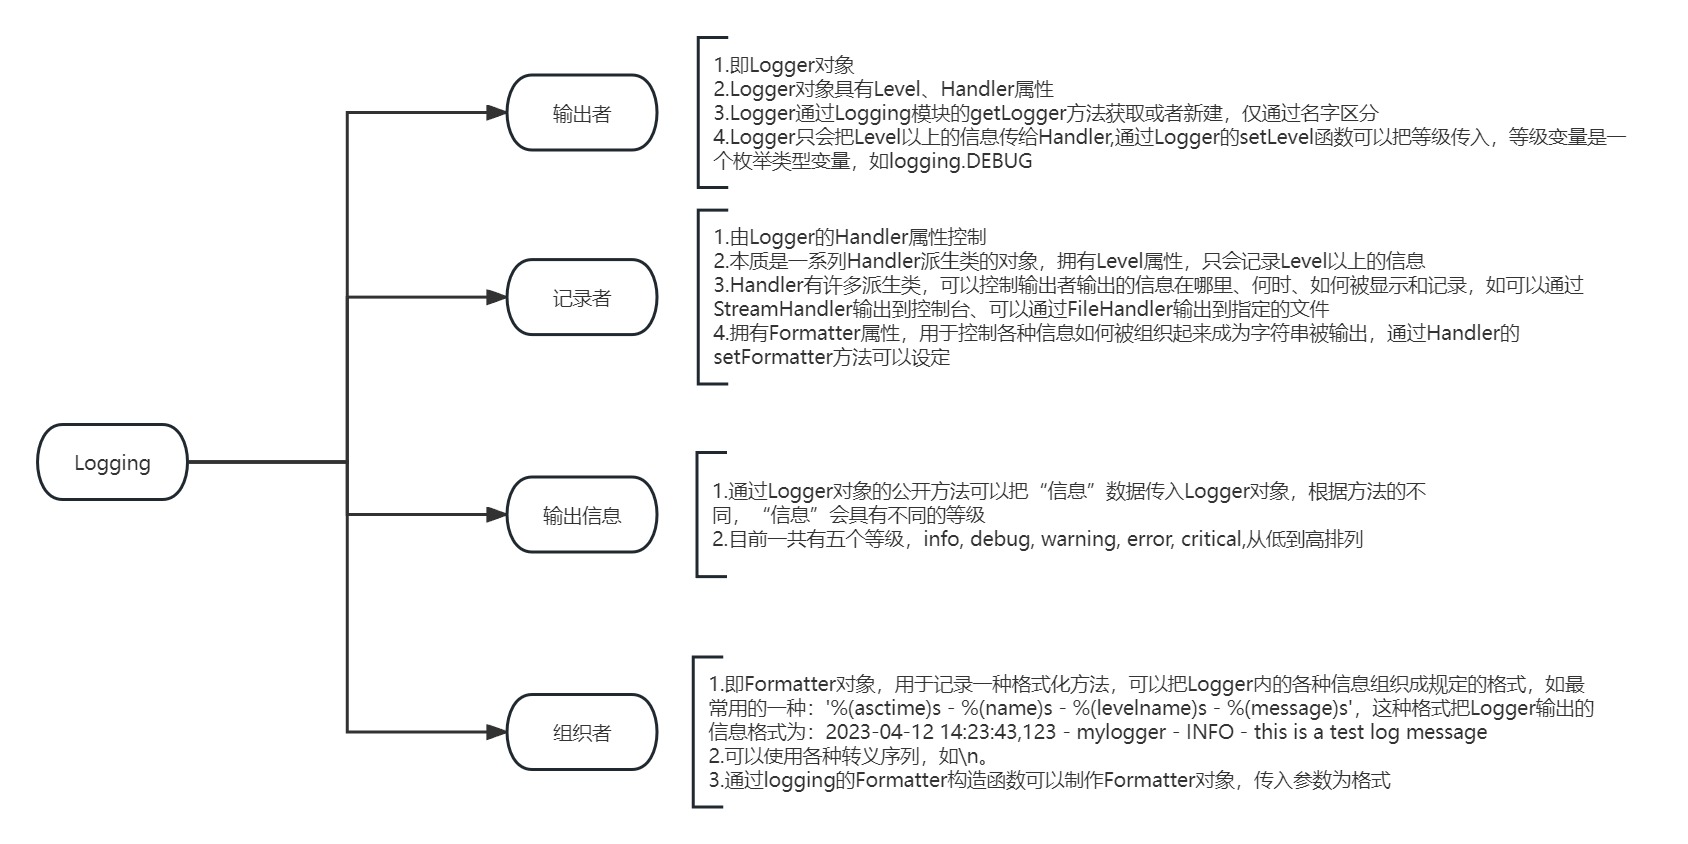 Logging
输出者
1.即Logger对象
2.Logger对象具有Level、Handler属性
3.Logger通过Logging模块的getLogger方法获取或者新建，仅通过名字区分
4.Logger只会把Level以上的信息传给Handler,通过Logger的setLevel函数可以把等级传入，等级变量是一
个枚举类型变量，如logging.DEBUG
记录者
1.由Logger的Handler属性控制
2.本质是一系列Handler派生类的对象，拥有Level属性，只会记录Level以上的信息
3.Handler有许多派生类，可以控制输出者输出的信息在哪里、何时、如何被显示和记录，如可以通过
StreamHandler输出到控制台、可以通过FileHandler输出到指定的文件
4.拥有Formatter属性，用于控制各种信息如何被组织起来成为字符串被输出，通过Handler的
setFormatter方法可以设定
输出信息
1.通过Logger对象的公开方法可以把“信息”数据传入Logger对象，根据方法的不
同，“信息”会具有不同的等级
2.目前一共有五个等级，info, debug, warning, error, critical,从低到高排列
组织者
1.即Formatter对象，用于记录一种格式化方法，可以把Logger内的各种信息组织成规定的格式，如最
常用的一种：'%(asctime)s - %(name)s - %(levelname)s - %(message)s'，这种格式把Logger输出的
信息格式为：2023-04-12 14:23:43,123 - mylogger - INFO - this is a test log message
2.可以使用各种转义序列，如\n。
3.通过logging的Formatter构造函数可以制作Formatter对象，传入参数为格式